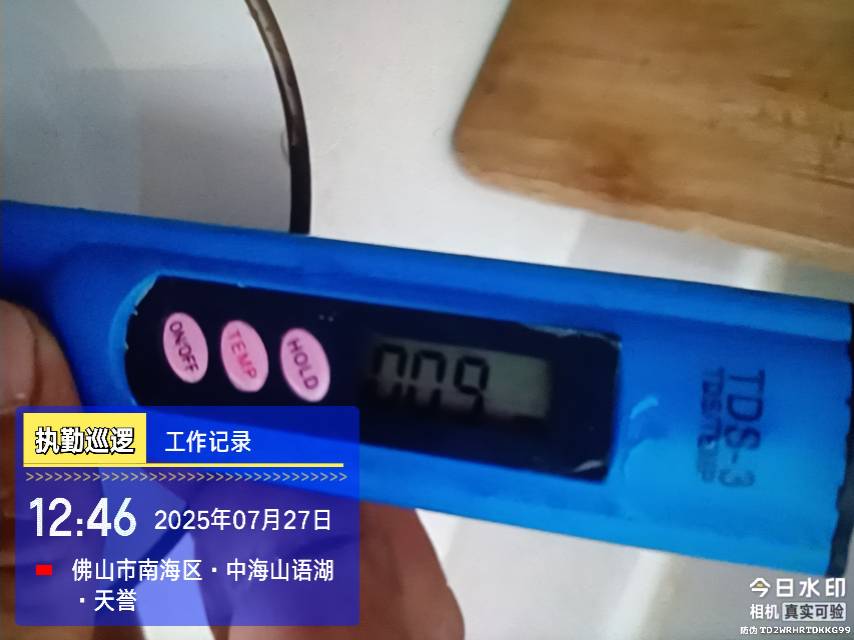 ON/OFF
TEMP
HOLD
009
TDS-3
TDS/TEMP
执勤巡逻 工作记录
12:46 2025年07月27日
佛山市南海区·中海山语湖
·天誉
今日水印
相机 真实可验
防伪 TD2WRHRTDKKG99